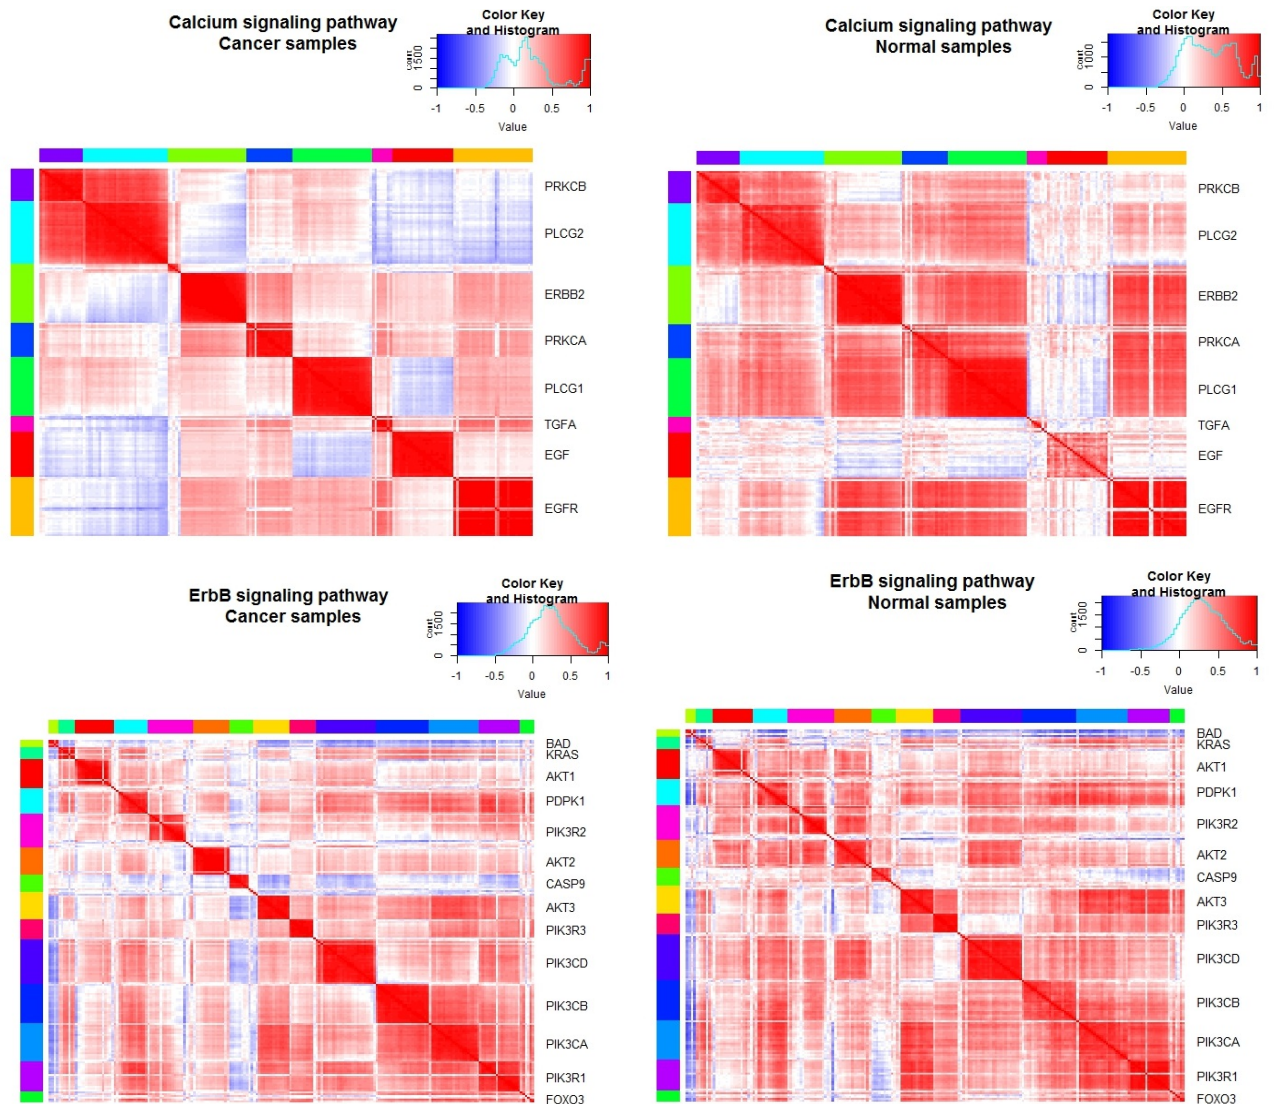 Calcium signaling pathway
Cancer samples
Color Key
and Histogram
Count
0 1500
-1 -0.5 0 0.5 1
Value
PRKCB
PLCG2
ERBB2
PRKCA
PLCG1
TGFA
EGF
EGFR
Calcium signaling pathway
Normal samples
Color Key
and Histogram
Count
0 1000
-1 -0.5 0 0.5 1
Value
PRKCB
PLCG2
ERBB2
PRKCA
PLCG1
TGFA
EGF
EGFR
ErbB signaling pathway
Cancer samples
Color Key
and Histogram
Count
0 1500
-1 -0.5 0 0.5 1
Value
BAD
KRAS
AKT1
PDPK1
PIK3R2
AKT2
CASP9
AKT3
PIK3R3
PIK3CD
PIK3CB
PIK3CA
PIK3R1
FOXO3
ErbB signaling pathway
Normal samples
Color Key
and Histogram
Count
0 1500
-1 -0.5 0 0.5 1
Value
BAD
KRAS
AKT1
PDPK1
PIK3R2
AKT2
CASP9
AKT3
PIK3R3
PIK3CD
PIK3CB
PIK3CA
PIK3R1
FOXO3